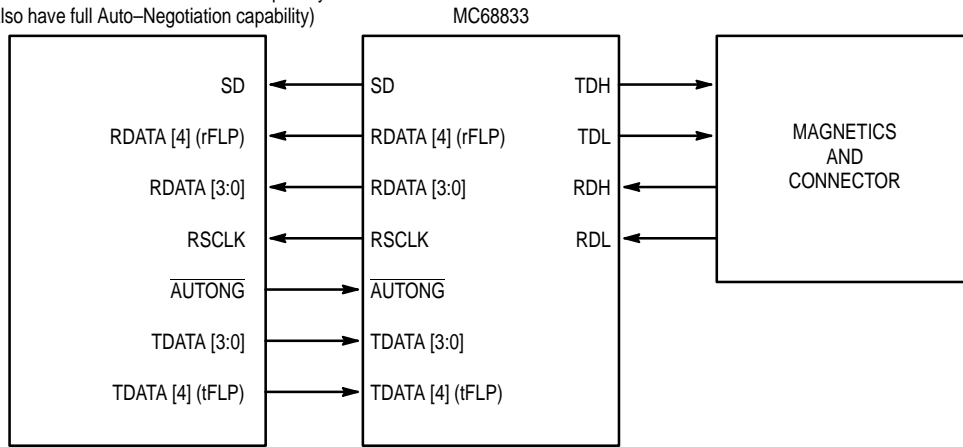 lso have full Auto–Negotiation capability)
MC68833
SD
RDATA [4] (rFLP)
RDATA [3:0]
RSCLK
AUTONG
TDATA [3:0]
TDATA [4] (tFLP)
SD
RDATA [4] (rFLP)
RDATA [3:0]
RSCLK
AUTONG
TDATA [3:0]
TDATA [4] (tFLP)
TDH
TDL
RDH
RDL
MAGNETICS
AND
CONNECTOR